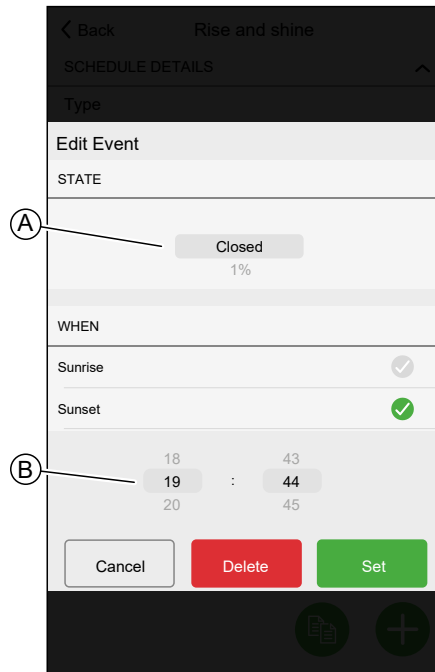 Back Rise and shine
SCHEDULE DETAILS
Type
Edit Event
STATE
A
Closed
1%
WHEN
Sunrise
Sunset
18 43
B
19 : 44
20 45
Cancel Delete Set